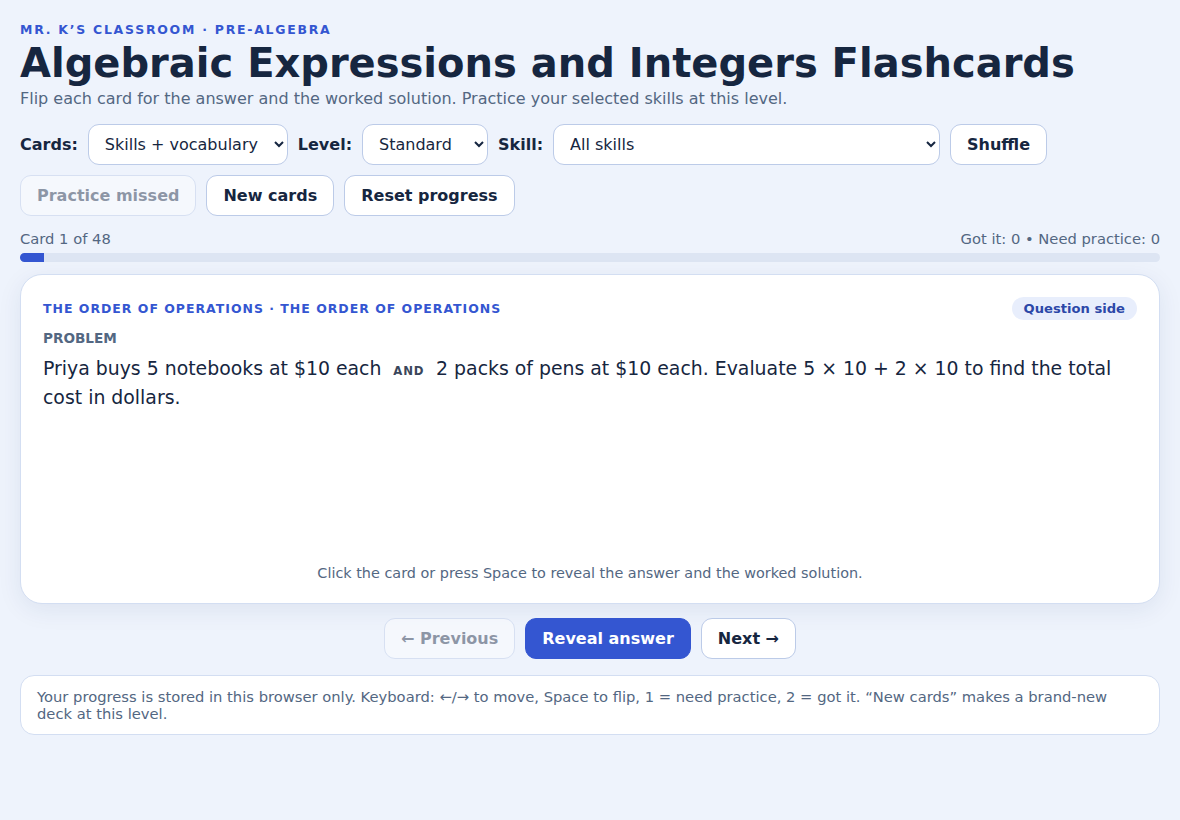 MR. K’S CLASSROOM · PRE-ALGEBRA
Algebraic Expressions and Integers Flashcards
Flip each card for the answer and the worked solution. Practice your selected skills at this level.
Cards: Skills + vocabulary Level: Standard Skill: All skills Shuffle
Practice missed New cards Reset progress
Card 1 of 48 Got it: 0 • Need practice: 0
THE ORDER OF OPERATIONS · THE ORDER OF OPERATIONS Question side
PROBLEM
Priya buys 5 notebooks at $10 each AND 2 packs of pens at $10 each. Evaluate 5 × 10 + 2 × 10 to find the total
cost in dollars.
Click the card or press Space to reveal the answer and the worked solution.
← Previous Reveal answer Next →
Your progress is stored in this browser only. Keyboard: ←/→ to move, Space to flip, 1 = need practice, 2 = got it. “New cards” makes a brand-new
deck at this level.